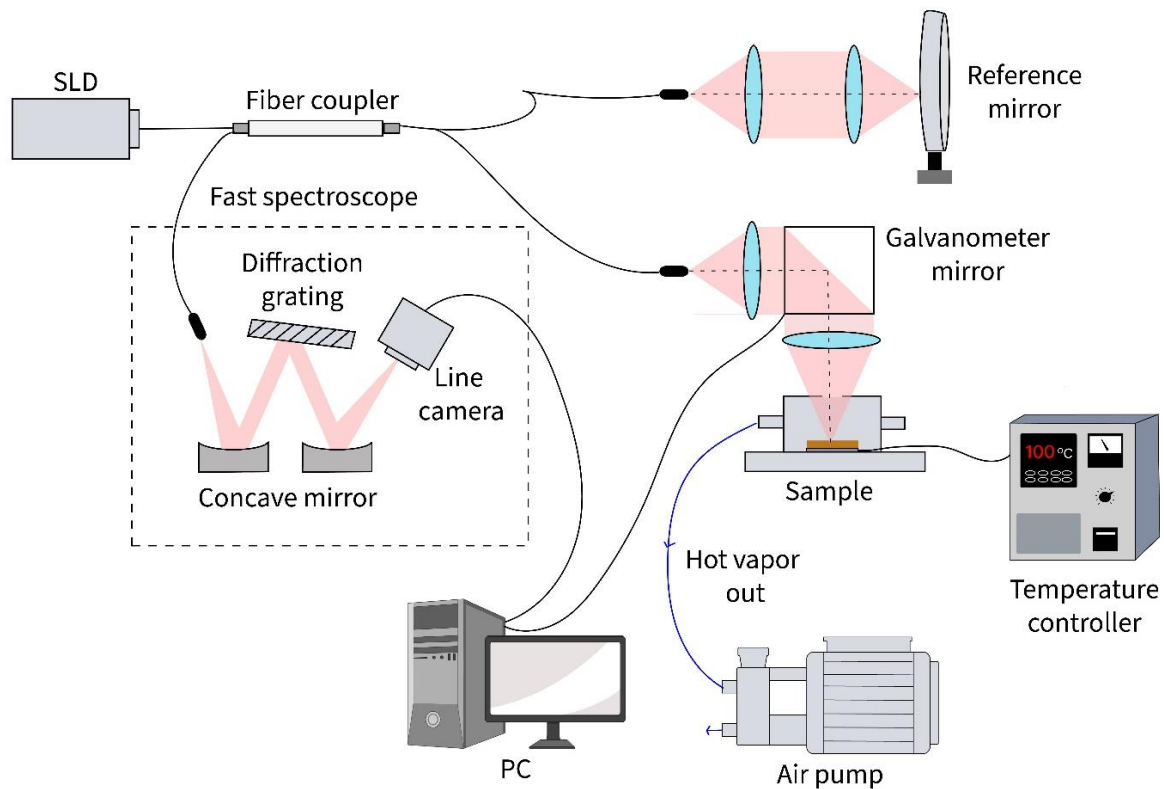 SLD
Fiber coupler
Reference
mirror
Fast spectroscope
Galvanometer
mirror
Diffraction
grating
Line
camera
Concave mirror
Sample
100 °C
Hot vapor
out
Temperature
controller
PC
Air pump